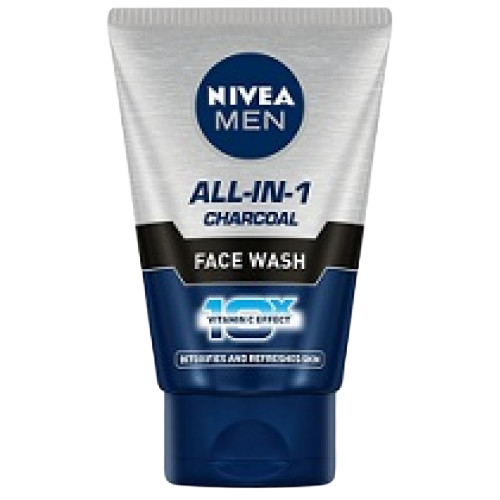 NIVEA
MEN
ALL-IN-1
CHARCOAL
FACE WASH
10X
VITAMIN C EFFECT
DETOXIFIES AND REFRESHES SKIN